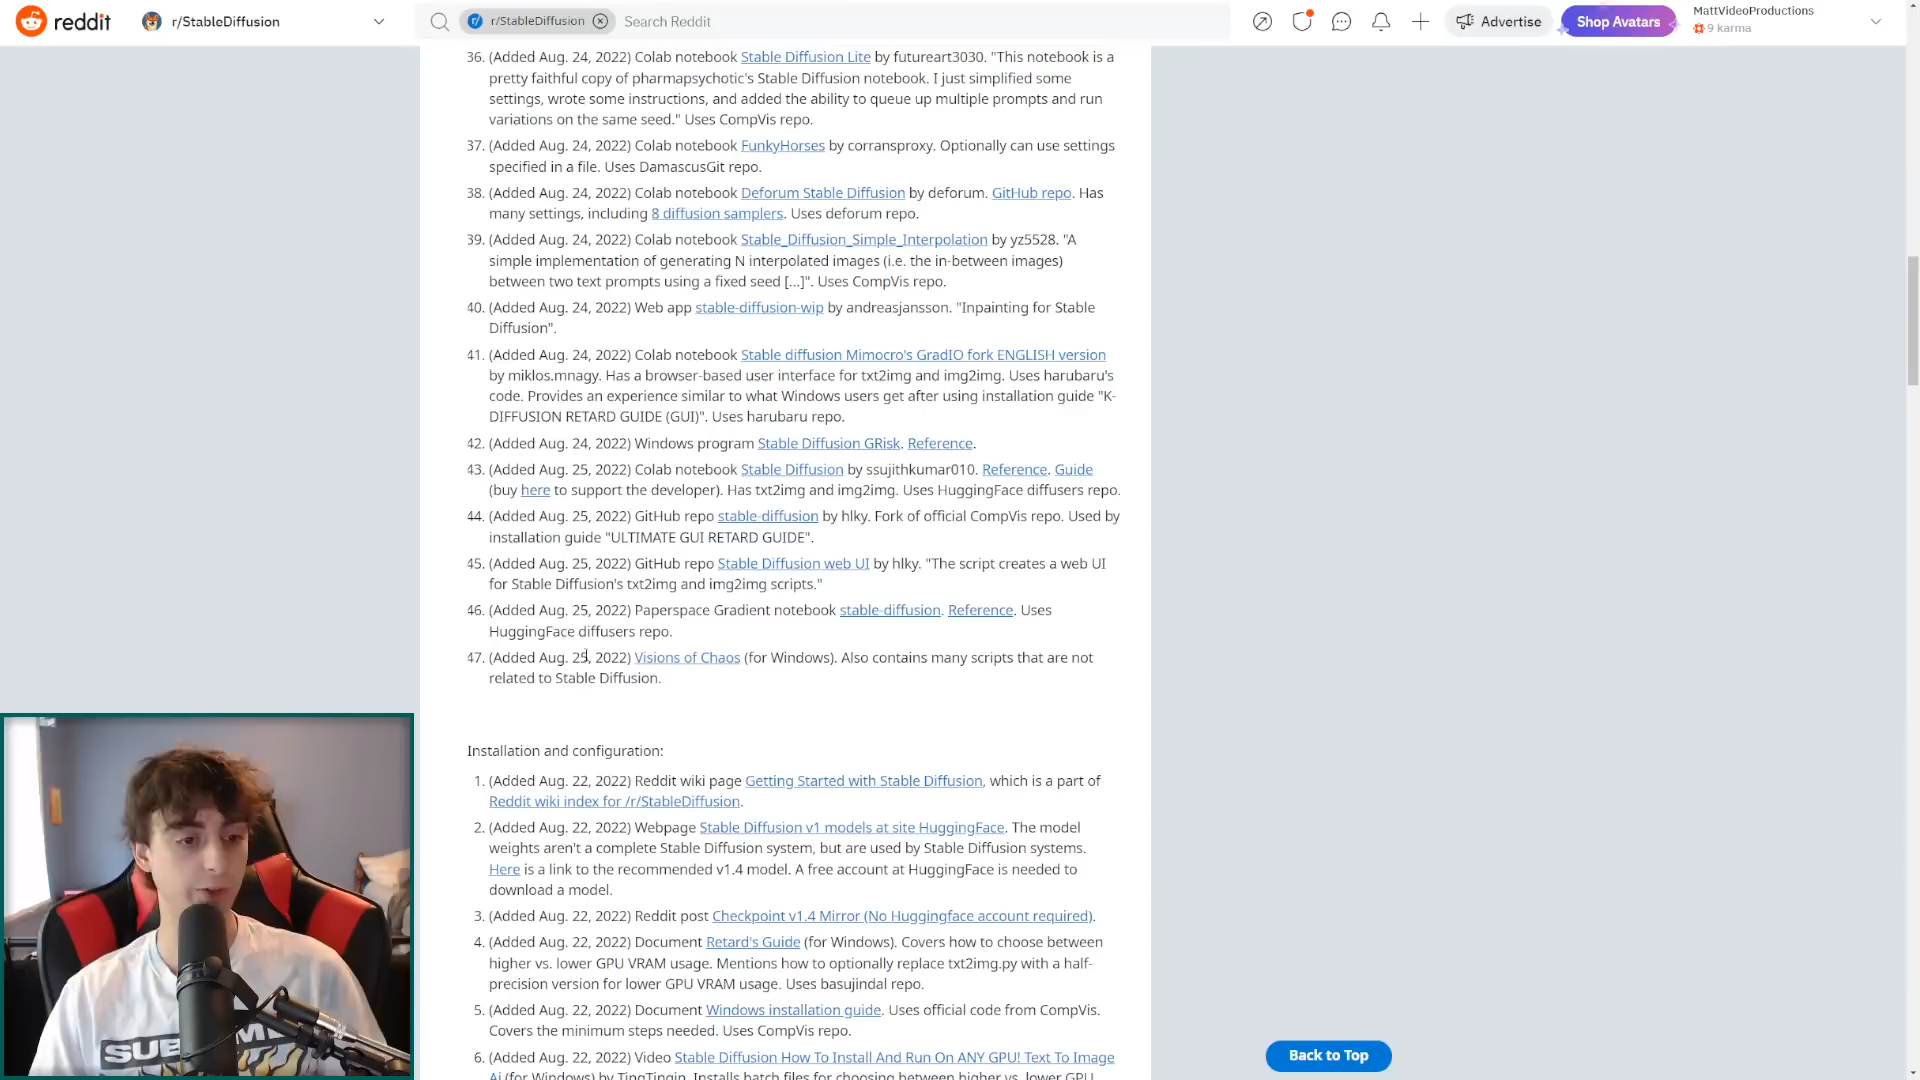 reddit
r/StableDiffusion
r/StableDiffusion
Search Reddit
Advertise
Shop Avatars
MattVideoProductions
9 karma
36. (Added Aug. 24, 2022) Colab notebook Stable Diffusion Lite by futureart3030. "This notebook is a
pretty faithful copy of pharmapsychotic's Stable Diffusion notebook. I just simplified some
settings, wrote some instructions, and added the ability to queue up multiple prompts and run
variations on the same seed." Uses CompVis repo.
37. (Added Aug. 24, 2022) Colab notebook FunkyHorses by corransproxy. Optionally can use settings
specified in a file. Uses DamascusGit repo.
38. (Added Aug. 24, 2022) Colab notebook Deforum Stable Diffusion by deforum. GitHub repo. Has
many settings, including 8 diffusion samplers. Uses deforum repo.
39. (Added Aug. 24, 2022) Colab notebook Stable_Diffusion_Simple_Interpolation by yz5528. "A
simple implementation of generating N interpolated images (i.e. the in-between images)
between two text prompts using a fixed seed [...]". Uses CompVis repo.
40. (Added Aug. 24, 2022) Web app stable-diffusion-wip by andreasjansson. "Inpainting for Stable
Diffusion".
41. (Added Aug. 24, 2022) Colab notebook Stable diffusion Mimocro's GradIO fork ENGLISH version
by miklos.mnagy. Has a browser-based user interface for txt2img and img2img. Uses harubaru's
code. Provides an experience similar to what Windows users get after using installation guide "K-
DIFFUSION RETARD GUIDE (GUI)". Uses harubaru repo.
42. (Added Aug. 24, 2022) Windows program Stable Diffusion GRisk. Reference.
43. (Added Aug. 25, 2022) Colab notebook Stable Diffusion by ssujithkumar010. Reference. Guide
(buy here to support the developer). Has txt2img and img2img. Uses HuggingFace diffusers repo.
44. (Added Aug. 25, 2022) GitHub repo stable-diffusion by hlky. Fork of official CompVis repo. Used by
installation guide "ULTIMATE GUI RETARD GUIDE".
45. (Added Aug. 25, 2022) GitHub repo Stable Diffusion web UI by hlky. "The script creates a web UI
for Stable Diffusion's txt2img and img2img scripts."
46. (Added Aug. 25, 2022) Paperspace Gradient notebook stable-diffusion. Reference. Uses
HuggingFace diffusers repo.
47. (Added Aug. 25, 2022) Visions of Chaos (for Windows). Also contains many scripts that are not
related to Stable Diffusion.
Installation and configuration:
1. (Added Aug. 22, 2022) Reddit wiki page Getting Started with Stable Diffusion, which is a part of
Reddit wiki index for /r/StableDiffusion.
2. (Added Aug. 22, 2022) Webpage Stable Diffusion v1 models at site HuggingFace. The model
weights aren't a complete Stable Diffusion system, but are used by Stable Diffusion systems.
Here is a link to the recommended v1.4 model. A free account at HuggingFace is needed to
download a model.
3. (Added Aug. 22, 2022) Reddit post Checkpoint v1.4 Mirror (No Huggingface account required).
4. (Added Aug. 22, 2022) Document Retard's Guide (for Windows). Covers how to choose between
higher vs. lower GPU VRAM usage. Mentions how to optionally replace txt2img.py with a half-
precision version for lower GPU VRAM usage. Uses basujindal repo.
5. (Added Aug. 22, 2022) Document Windows installation guide. Uses official code from CompVis.
Covers the minimum steps needed. Uses CompVis repo.
6. (Added Aug. 22, 2022) Video Stable Diffusion How To Install And Run On ANY GPU! Text To Image
Ai (for Windows) by TingTingin. Installs batch files for choosing between higher vs. lower GPU
Back to Top